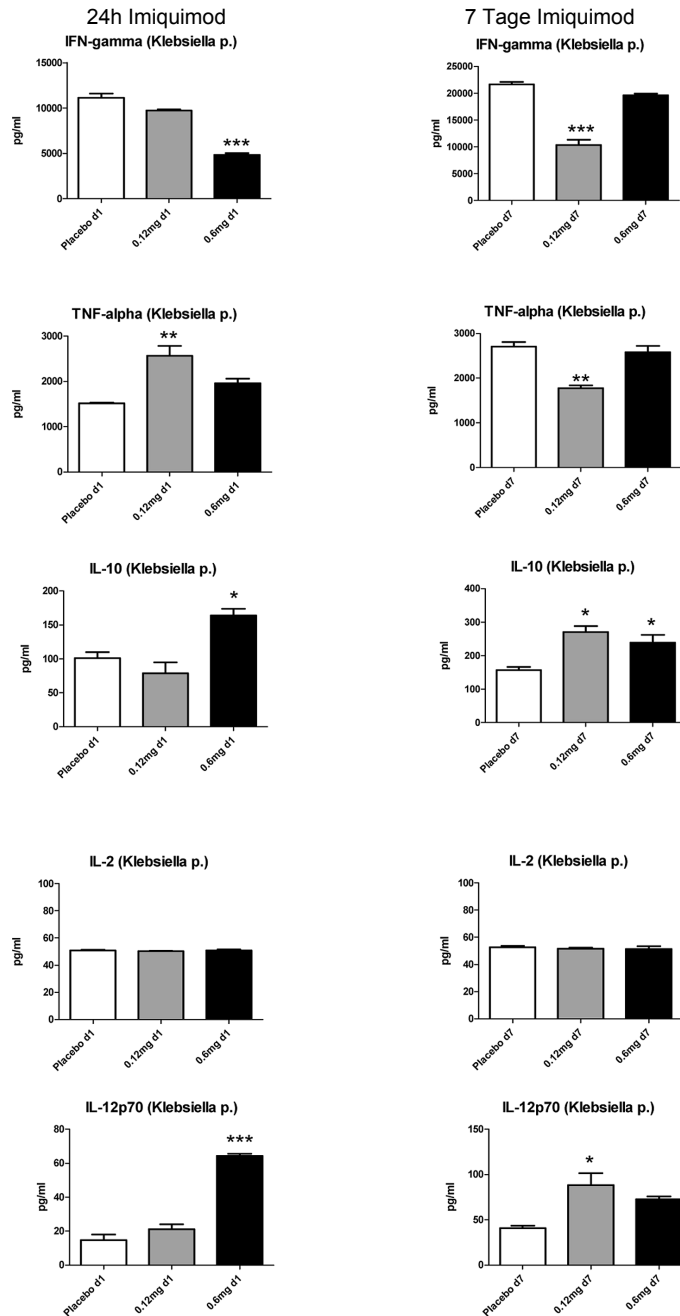 24h Imiquimod
7 Tage Imiquimod
IFN-gamma (Klebsiella p.)
15000
***
10000
pg/ml
5000
0
Placebo d1
0.12mg d1
0.6mg d1
IFN-gamma (Klebsiella p.)
25000
20000
***
15000
pg/ml
10000
5000
0
Placebo d7
0.12mg d7
0.6mg d7
TNF-alpha (Klebsiella p.)
3000
**
2000
pg/ml
1000
0
Placebo d1
0.12mg d1
0.6mg d1
TNF-alpha (Klebsiella p.)
3000
**
2000
pg/ml
1000
0
Placebo d7
0.12mg d7
0.6mg d7
IL-10 (Klebsiella p.)
200
*
150
pg/ml
100
50
0
Placebo d1
0.12mg d1
0.6mg d1
IL-10 (Klebsiella p.)
400
300
*
*
pg/ml
200
100
0
Placebo d7
0.12mg d7
0.6mg d7
IL-2 (Klebsiella p.)
100
80
60
pg/ml
40
20
0
Placebo d1
0.12mg d1
0.6mg d1
IL-2 (Klebsiella p.)
100
80
60
pg/ml
40
20
0
Placebo d7
0.12mg d7
0.6mg d7
IL-12p70 (Klebsiella p.)
80
***
60
pg/ml
40
20
0
Placebo d1
0.12mg d1
0.6mg d1
IL-12p70 (Klebsiella p.)
150
*
100
pg/ml
50
0
Placebo d7
0.12mg d7
0.6mg d7